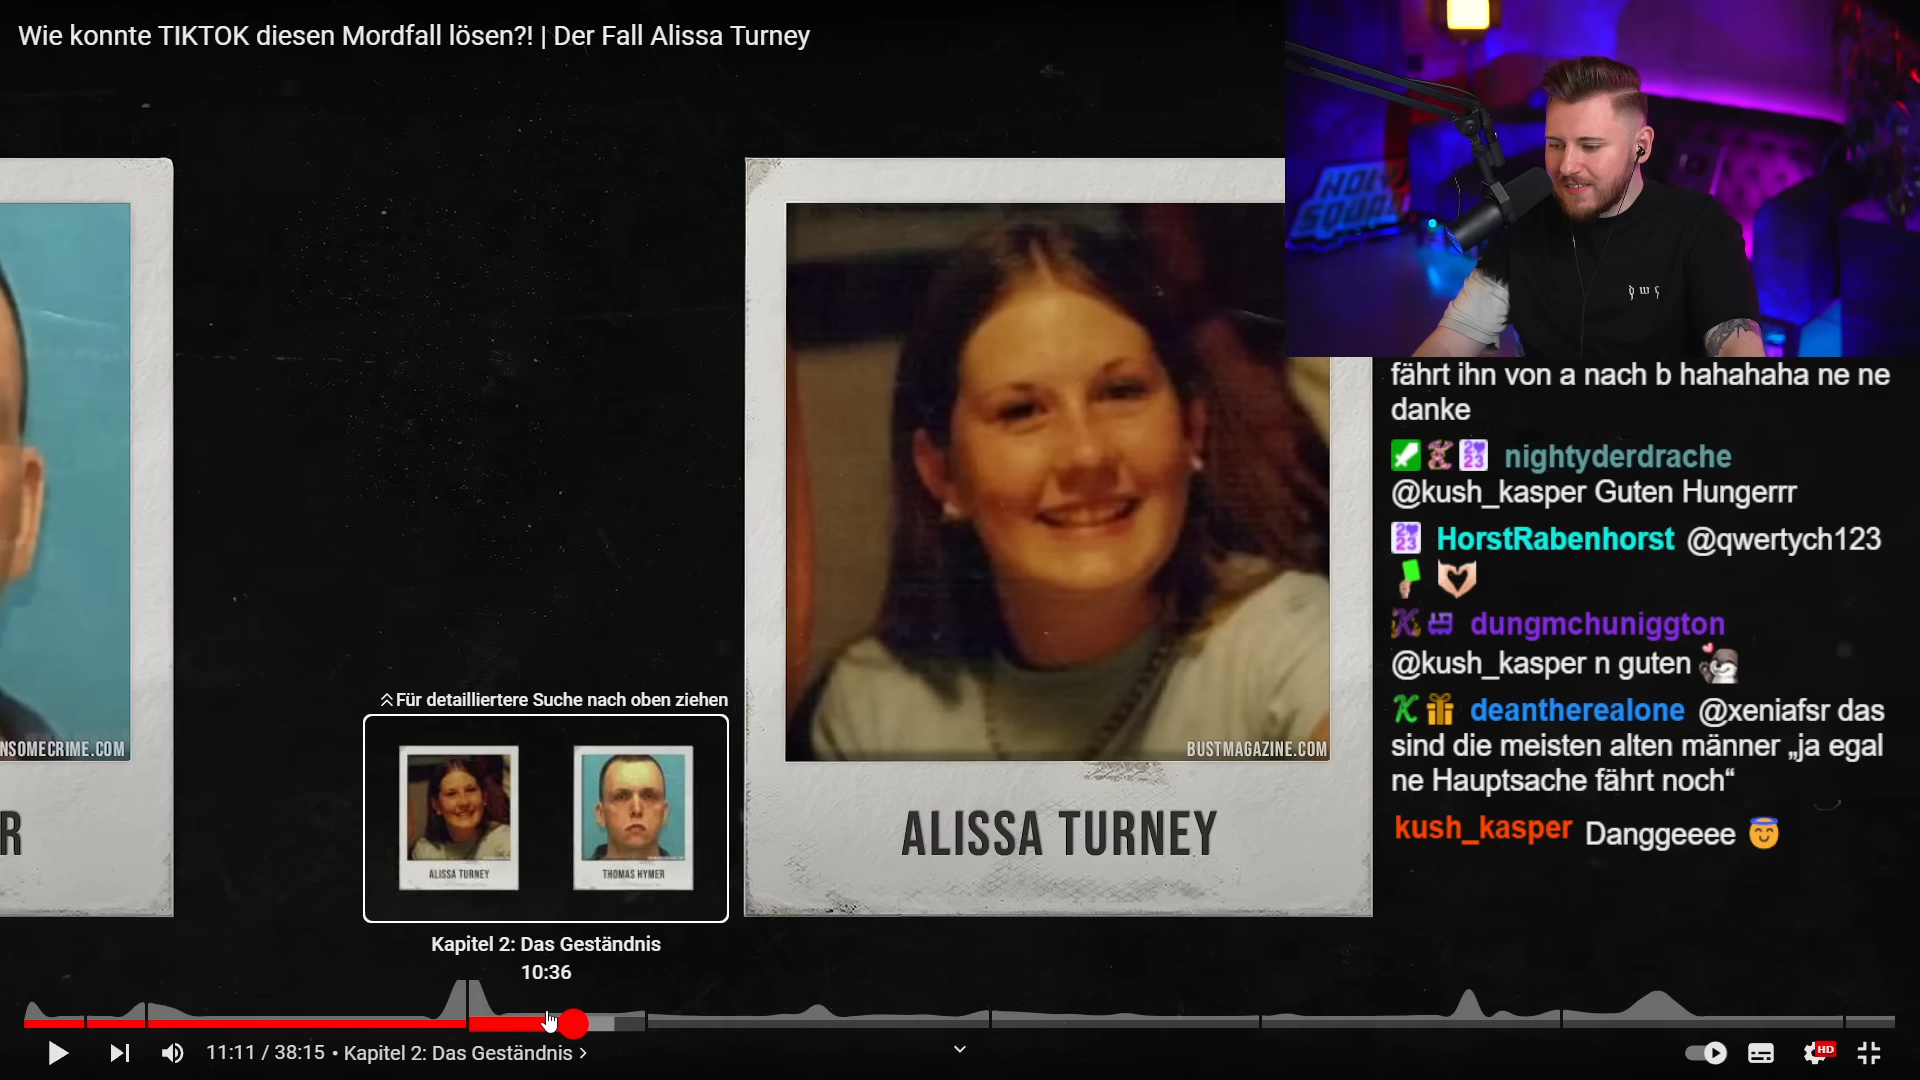 Wie konnte TIKTOK diesen Mordfall lösen?! | Der Fall Alissa Turney
HOLY
SQUAD
NSOMECRIME.COM
R
BUSTMAGAZINE.COM
ALISSA TURNEY
Für detailliertere Suche nach oben ziehen
ALISSA TURNEY
THOMAS HYMER
Kapitel 2: Das Geständnis
10:36
11:11 / 38:15 • Kapitel 2: Das Geständnis
HD
fährt ihn von a nach b hahahaha ne ne
danke
nightyderdrache
@kush_kasper Guten Hungerrr
HorstRabenhorst @qwertych123
dungmchuniggton
@kush_kasper n guten
deantherealone @xeniafsr das
sind die meisten alten männer „ja egal
ne Hauptsache fährt noch“
kush_kasper Danggeeee